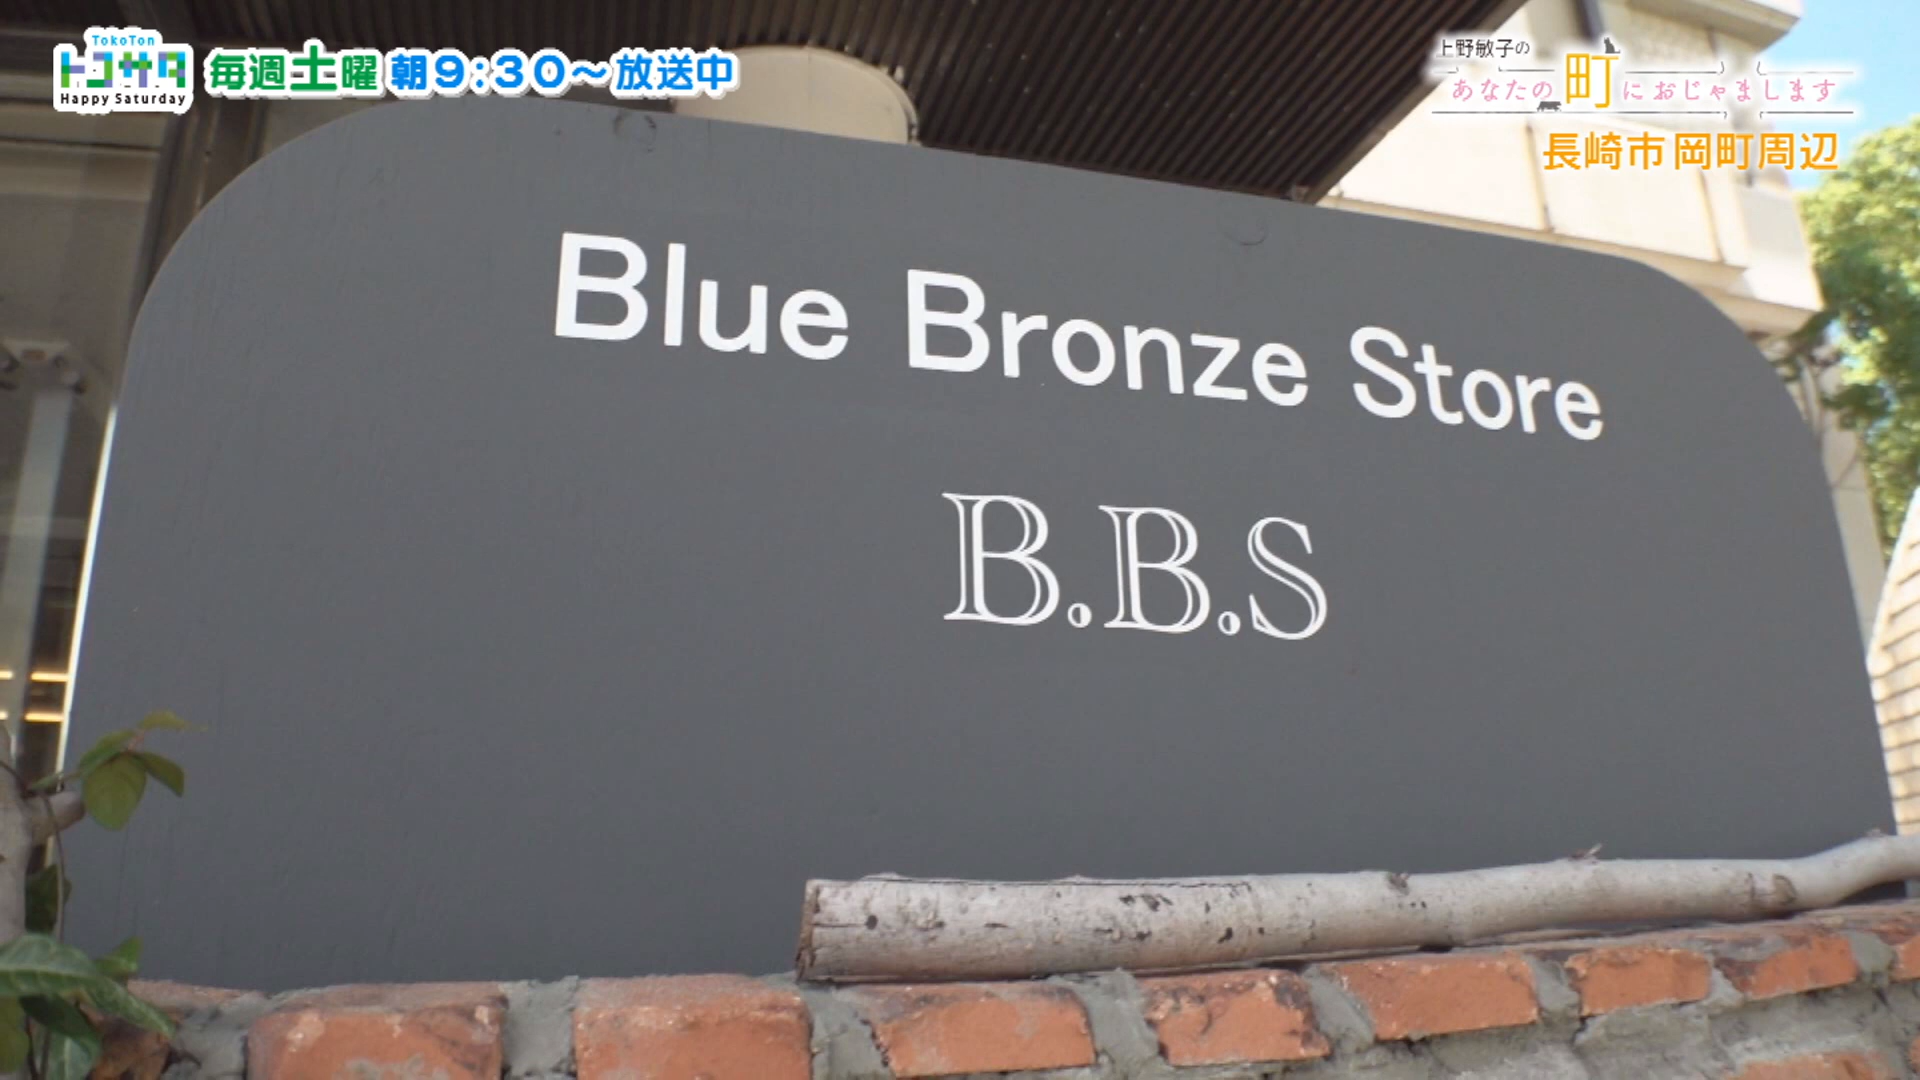 TokoTon
トコサタ
Happy Saturday
毎週土曜 朝9:30～放送中
上野敏子の
あなたの町におじゃまします
長崎市 岡町周辺
Blue Bronze Store
B.B.S